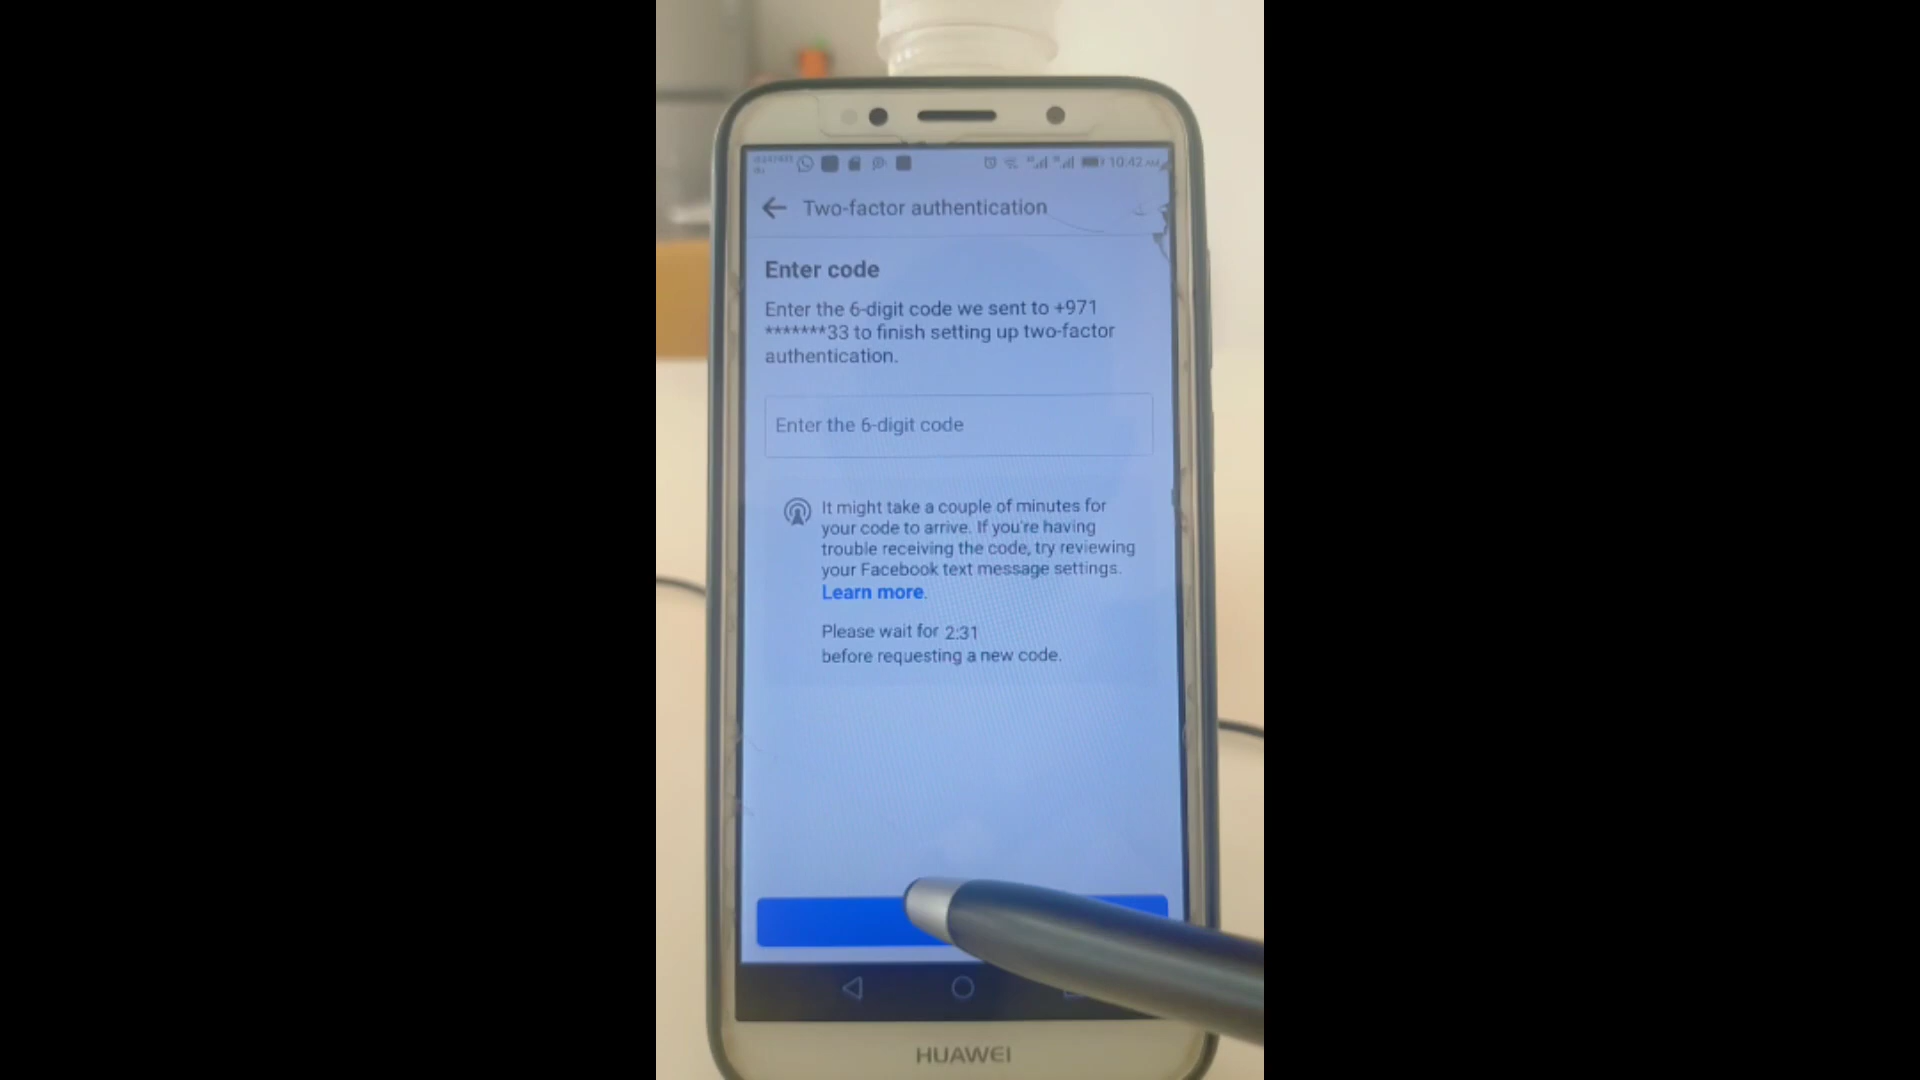 10:42 AM
Two-factor authentication
Enter code
Enter the 6-digit code we sent to +971
*******33 to finish setting up two-factor
authentication.
Enter the 6-digit code
It might take a couple of minutes for
your code to arrive. If you're having
trouble receiving the code, try reviewing
your Facebook text message settings.
Learn more.
Please wait for 2:31
before requesting a new code.
HUAWEI